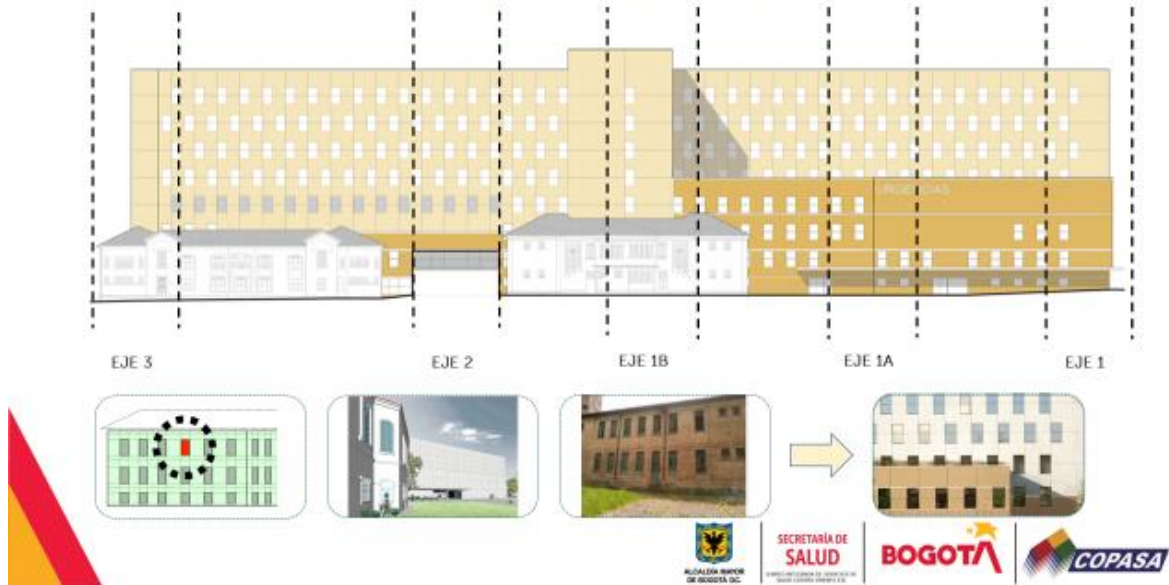 URGENCIAS
EJE 3
EJE 2
EJE 1B
EJE 1A
EJE 1
ALCALDÍA MAYOR
DE BOGOTÁ D.C.
SECRETARÍA DE
SALUD
BOGOTÁ
COPASA